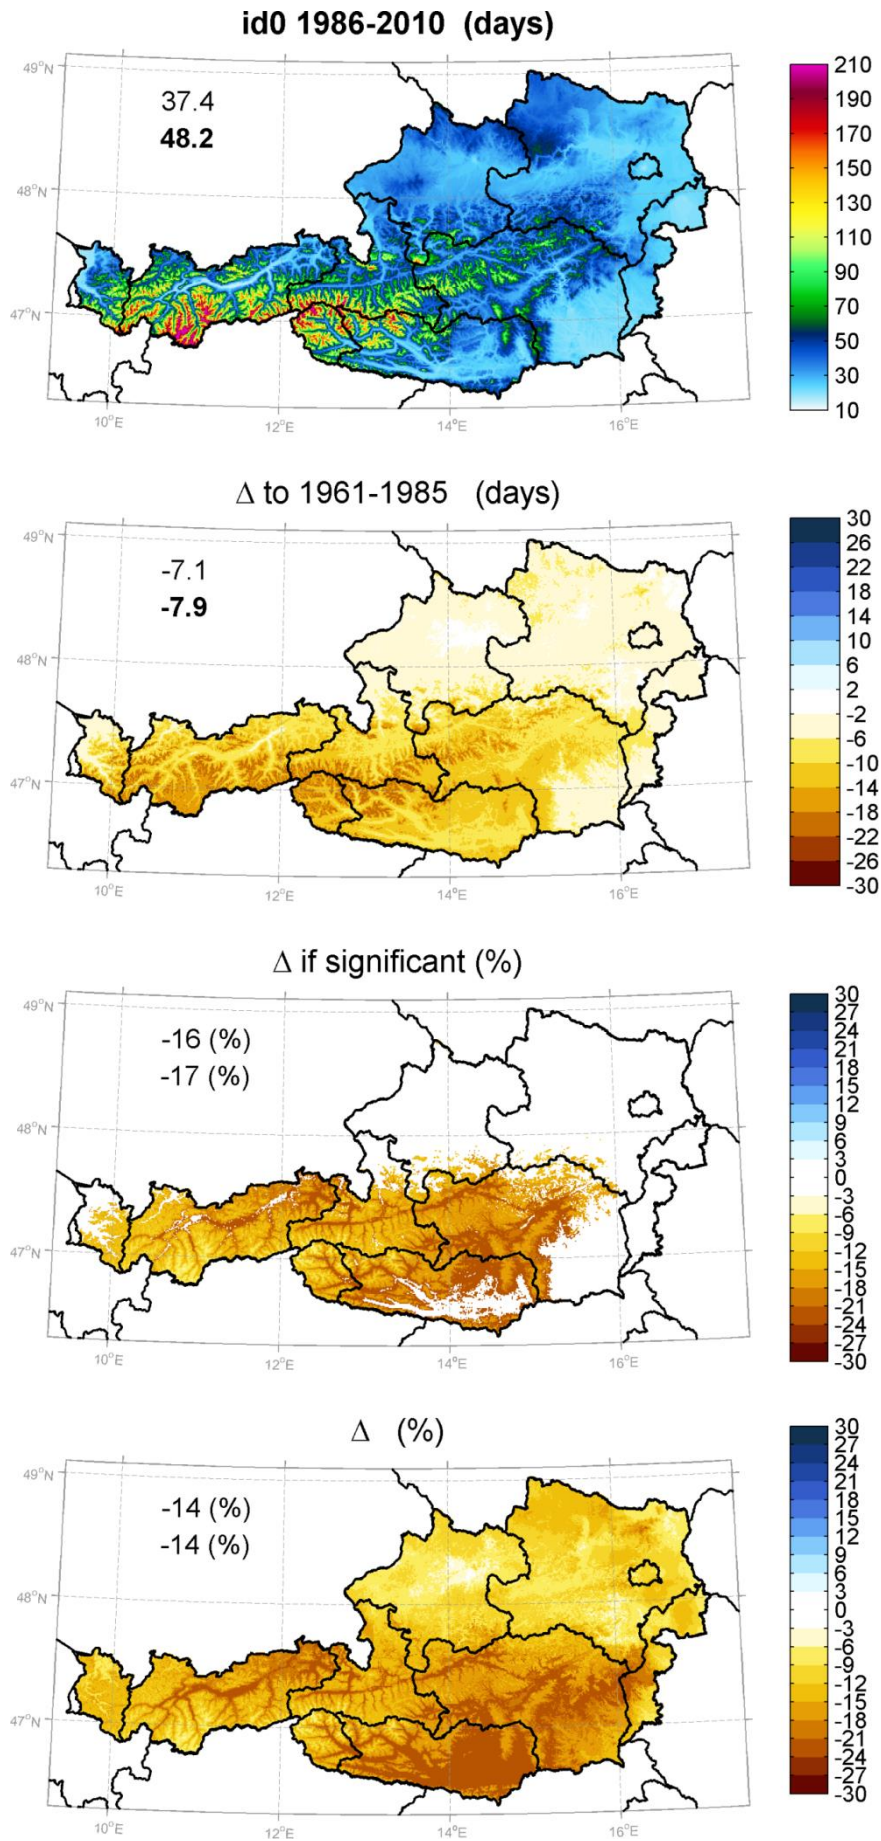 id0 1986-2010 (days)
49°N
48°N
47°N
10°E
12°E
14°E
16°E
37.4
48.2
210
190
170
150
130
110
90
70
50
30
10
Δ to 1961-1985 (days)
49°N
48°N
47°N
10°E
12°E
14°E
16°E
-7.1
-7.9
30
26
22
18
14
10
6
2
-2
-6
-10
-14
-18
-22
-26
-30
Δ if significant (%)
49°N
48°N
47°N
10°E
12°E
14°E
16°E
-16 (%)
-17 (%)
30
27
24
21
18
15
12
9
6
3
0
-3
-6
-9
-12
-15
-18
-21
-24
-27
-30
Δ (%)
49°N
48°N
47°N
10°E
12°E
14°E
16°E
-14 (%)
-14 (%)
30
27
24
21
18
15
12
9
6
3
0
-3
-6
-9
-12
-15
-18
-21
-24
-27
-30